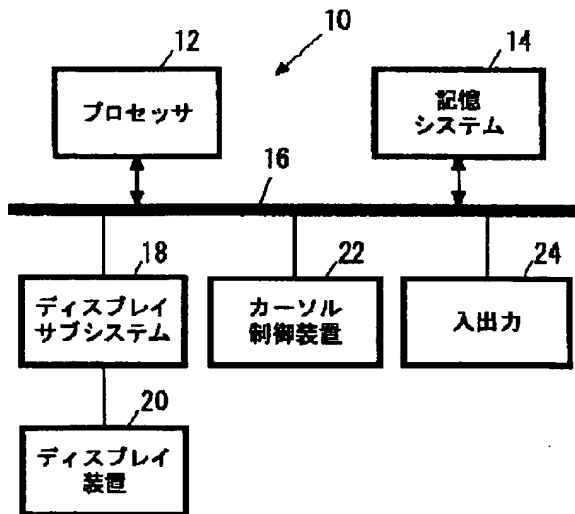 10
12
14
プロセッサ
記憶
システム
16
18
22
24
ディスプレイ
サブシステム
カーソル
制御装置
入出力
20
ディスプレイ
装置